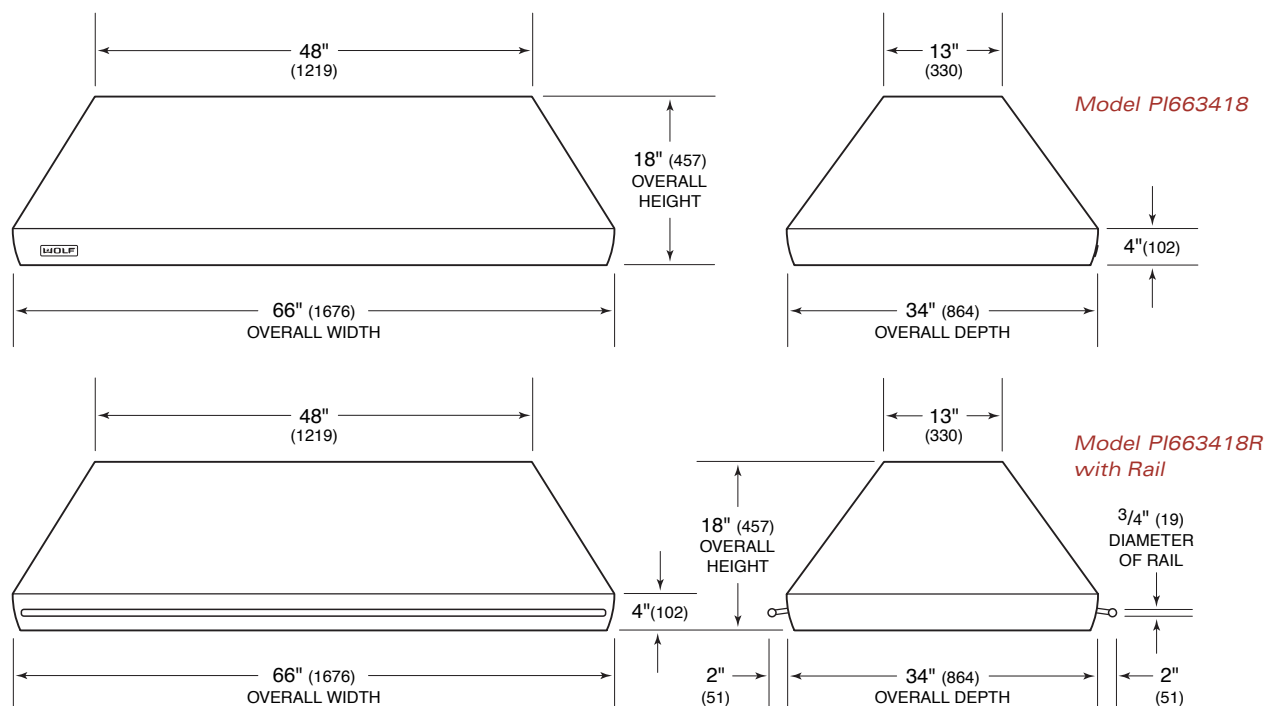 48"
(1219)
13"
(330)
Model PI663418
18" (457)
OVERALL
HEIGHT
WOLF
4"(102)
66" (1676)
OVERALL WIDTH
34" (864)
OVERALL DEPTH
48"
(1219)
13"
(330)
Model PI663418R
with Rail
18" (457)
OVERALL
HEIGHT
3/4" (19)
DIAMETER
OF RAIL
4"(102)
66" (1676)
OVERALL WIDTH
2"
(51)
34" (864)
OVERALL DEPTH
2"
(51)